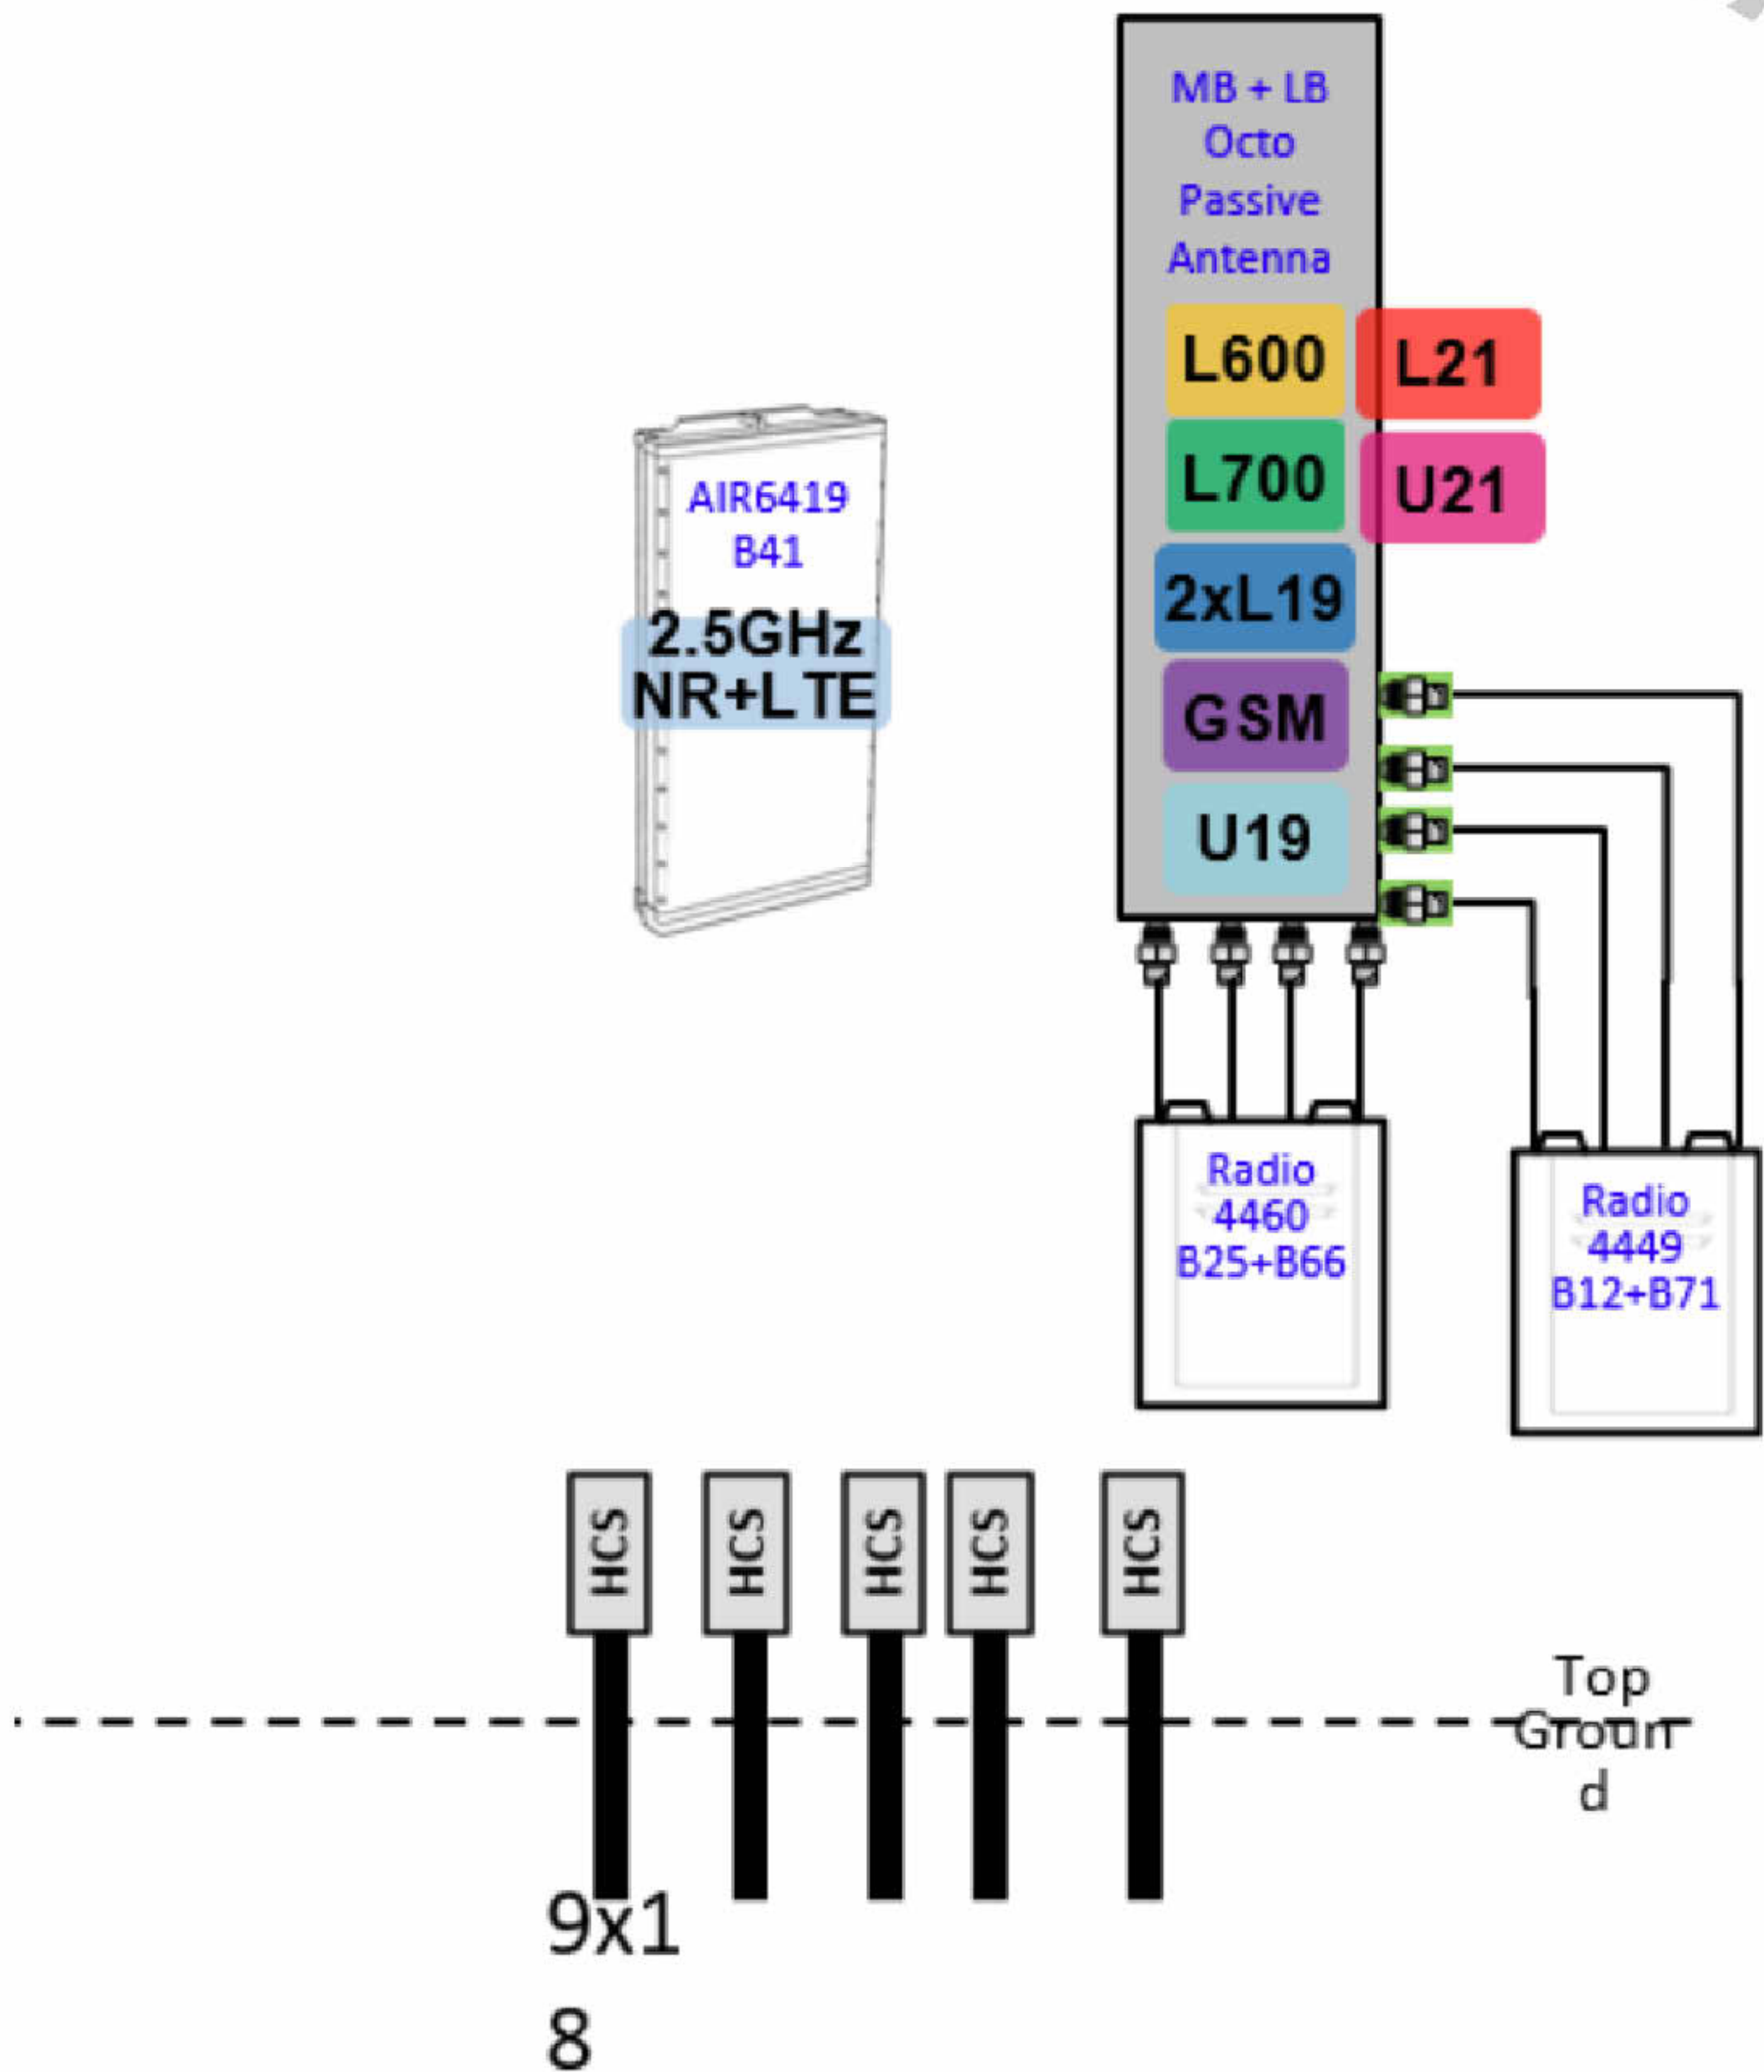 MB + LB
Octo
Passive
Antenna
L600
L21
L700
U21
2xL19
GSM
U19
AIR6419
B41
2.5GHz
NR+LTE
Radio
4460
B25+B66
Radio
4449
B12+B71
HCS
HCS
HCS
HCS
HCS
Top
Groun
d
9x1
8